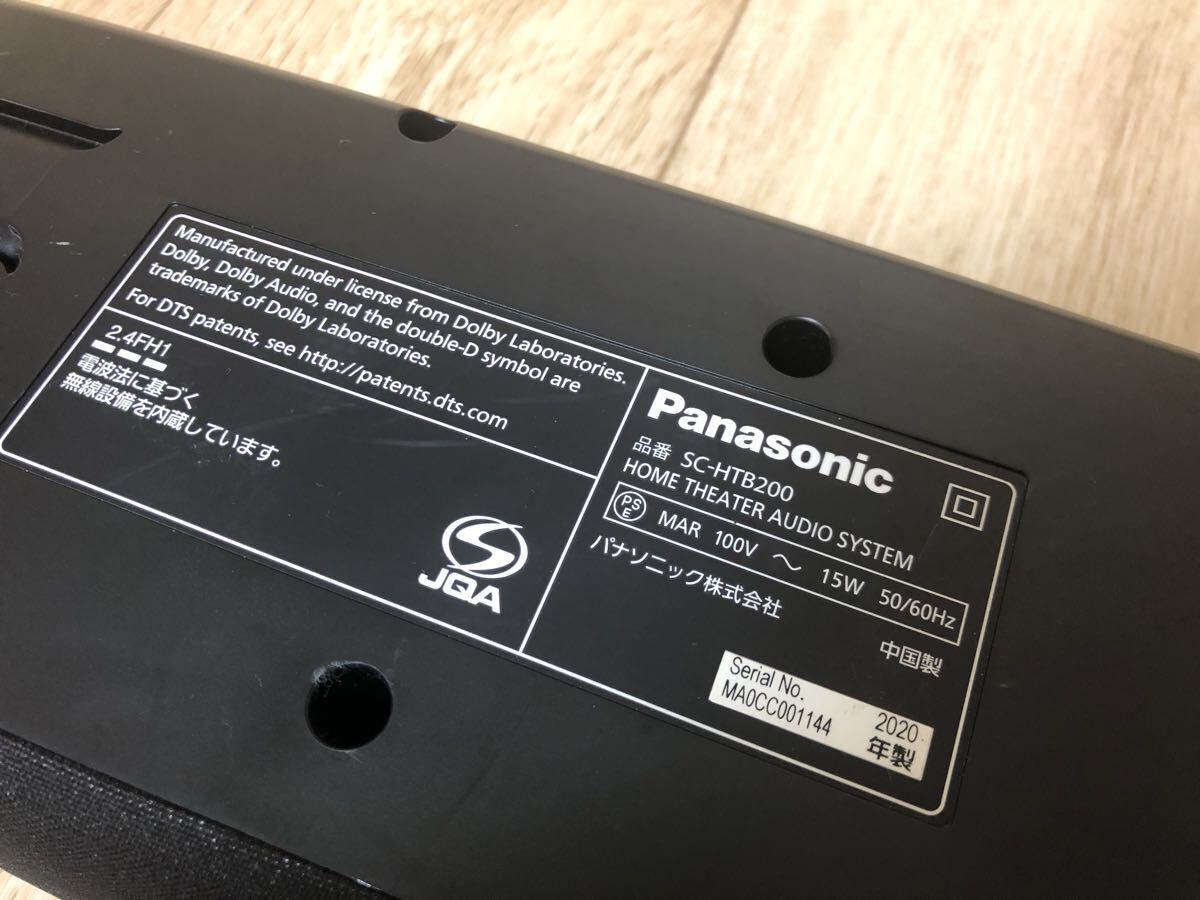 Manufactured under license from Dolby Laboratories.
Dolby, Dolby Audio, and the double-D symbol are
trademarks of Dolby Laboratories.
For DTS patents, see http://patents.dts.com
2.4FH1
電波法に基づく
無線設備を内蔵しています。
JQA
Panasonic
品番 SC-HTB200
HOME THEATER AUDIO SYSTEM
PSE MAR 100V ～ 15W 50/60Hz
パナソニック株式会社
中国製
Serial No.
MA0CC001144
2020
年製